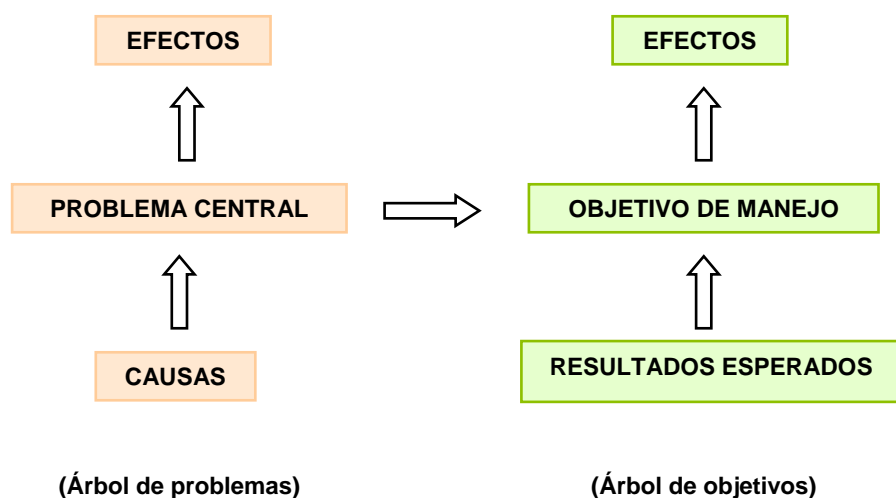 EFECTOS
EFECTOS
PROBLEMA CENTRAL
OBJETIVO DE MANEJO
CAUSAS
RESULTADOS ESPERADOS
(Árbol de problemas)
(Árbol de objetivos)